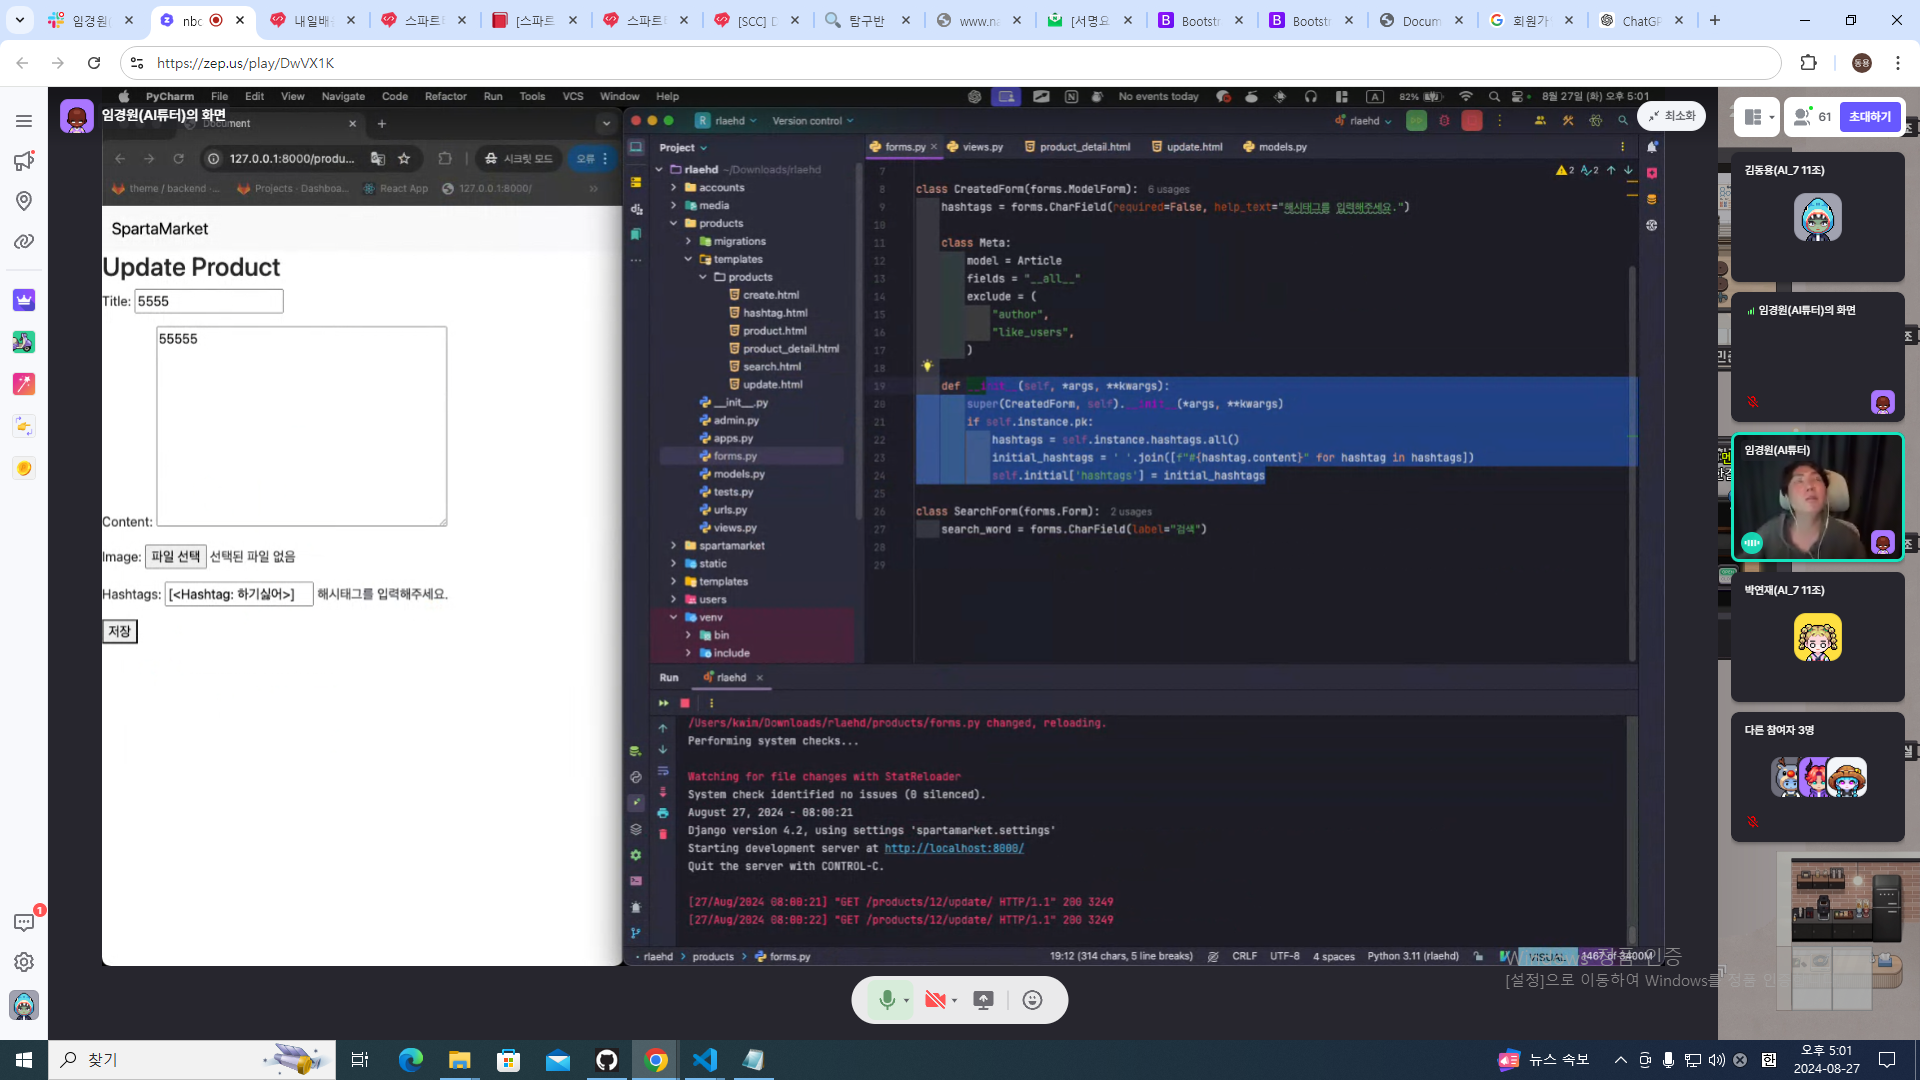 임경원(
nbc
내일배
스파르트
[스파르
스파르트
[SCC] D
탐구반
www.na
[서명요
Bootstr
Bootstr
Docum
회원가
ChatGP
https://zep.us/play/DwVX1K
동용
임경원(AI튜터)의 화면
PyCharm File Edit View Navigate Code Refactor Run Tools VCS Window Help
No events today
A
82%
8월 27일 (화) 오후 5:01
Document
127.0.0.1:8000/produ...
시크릿 모드
오류
theme / backend ·...
Projects · Dashboa...
React App
127.0.0.1:8000/
SpartaMarket
Update Product
Title: 5555
55555
Content:
Image: 파일 선택 선택된 파일 없음
Hashtags: [<Hashtag: 하기싫어>] 해시태그를 입력해주세요.
저장
R rlaehd
Version control
rlaehd
최소화
Project
rlaehd ~/Downloads/rlaehd
accounts
media
products
migrations
templates
products
create.html
hashtag.html
product.html
product_detail.html
search.html
update.html
__init__.py
admin.py
apps.py
forms.py
models.py
tests.py
urls.py
views.py
spartamarket
static
templates
users
venv
bin
include
forms.py
views.py
product_detail.html
update.html
models.py
2 2
7
8 class CreatedForm(forms.ModelForm): 6 usages
9 hashtags = forms.CharField(required=False, help_text="해시태그를 입력해주세요.")
10
11 class Meta:
12 model = Article
13 fields = "__all__"
14 exclude = (
15 "author",
16 "like_users",
17 )
18
19 def __init__(self, *args, **kwargs):
20 super(CreatedForm, self).__init__(*args, **kwargs)
21 if self.instance.pk:
22 hashtags = self.instance.hashtags.all()
23 initial_hashtags = ' '.join([f"#{hashtag.content}" for hashtag in hashtags])
24 self.initial['hashtags'] = initial_hashtags
25
26 class SearchForm(forms.Form): 2 usages
27 search_word = forms.CharField(label="검색")
28
29
Run
rlaehd
/Users/kwim/Downloads/rlaehd/products/forms.py changed, reloading.
Performing system checks...
Watching for file changes with StatReloader
System check identified no issues (0 silenced).
August 27, 2024 - 08:00:21
Django version 4.2, using settings 'spartamarket.settings'
Starting development server at http://localhost:8000/
Quit the server with CONTROL-C.
[27/Aug/2024 08:00:21] "GET /products/12/update/ HTTP/1.1" 200 3249
[27/Aug/2024 08:00:22] "GET /products/12/update/ HTTP/1.1" 200 3249
rlaehd
products
forms.py
19:12 (314 chars, 5 line breaks)
CRLF
UTF-8
4 spaces
Python 3.11 (rlaehd)
VISUAL
1467 of 3400M
61
초대하기
김동용(AI_7 11조)
임경원(AI튜터)의 화면
임경원(AI튜터)
박연재(AI_7 11조)
다른 참여자 3명
Windows 정품 인증
[설정]으로 이동하여 Windows를 정품 인
1
찾기
뉴스 속보
한
오후 5:01
2024-08-27